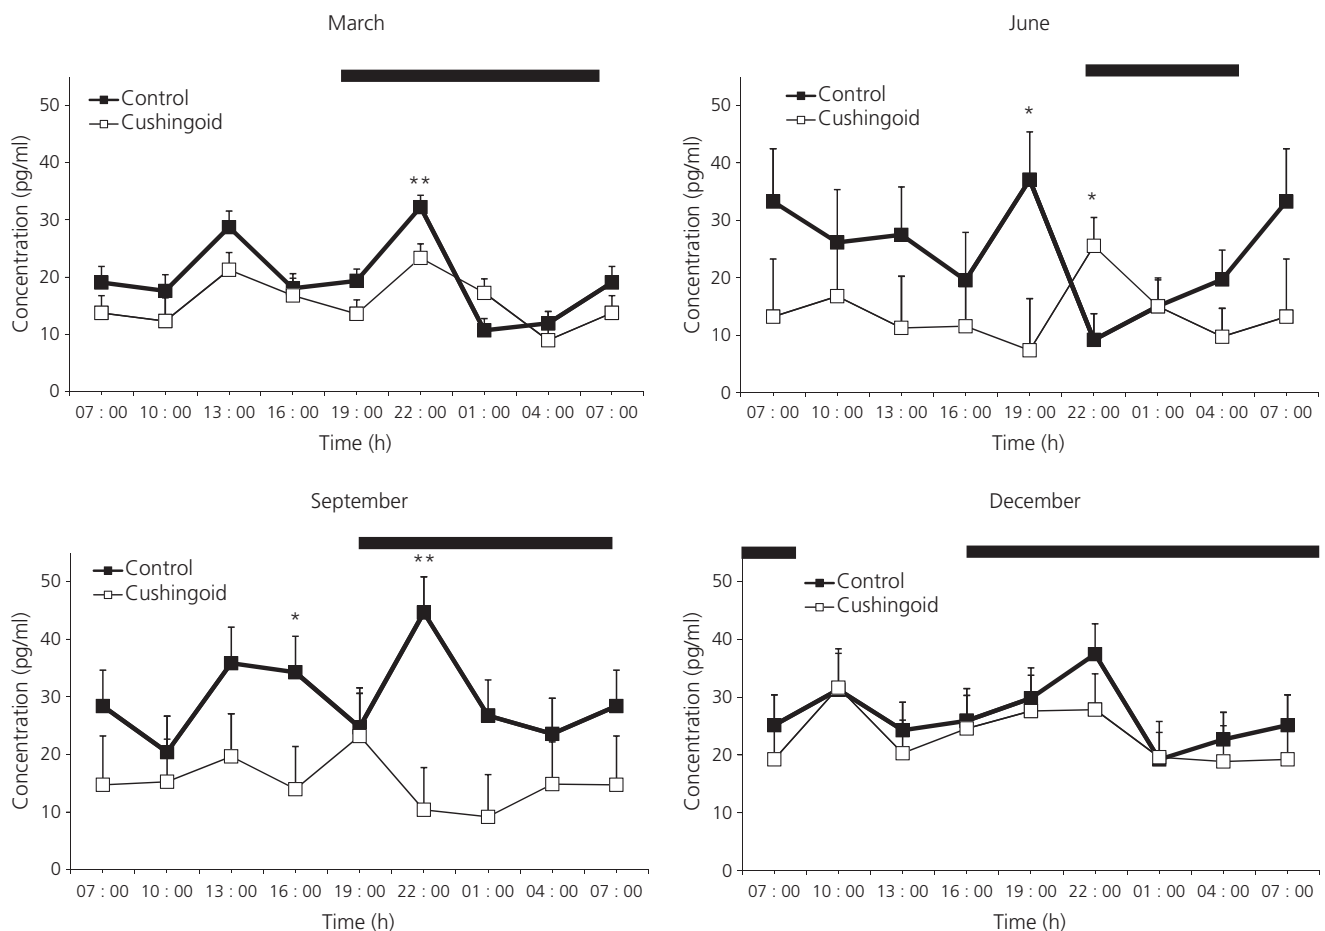 March
Control
Cushingoid
**
Concentration (pg/ml)
50
40
30
20
10
0
07 : 00 10 : 00 13 : 00 16 : 00 19 : 00 22 : 00 01 : 00 04 : 00 07 : 00
Time (h)
June
Control
Cushingoid
*
*
Concentration (pg/ml)
50
40
30
20
10
0
07 : 00 10 : 00 13 : 00 16 : 00 19 : 00 22 : 00 01 : 00 04 : 00 07 : 00
Time (h)
September
Control
Cushingoid
*
**
Concentration (pg/ml)
50
40
30
20
10
0
07 : 00 10 : 00 13 : 00 16 : 00 19 : 00 22 : 00 01 : 00 04 : 00 07 : 00
Time (h)
December
Control
Cushingoid
Concentration (pg/ml)
50
40
30
20
10
0
07 : 00 10 : 00 13 : 00 16 : 00 19 : 00 22 : 00 01 : 00 04 : 00 07 : 00
Time (h)